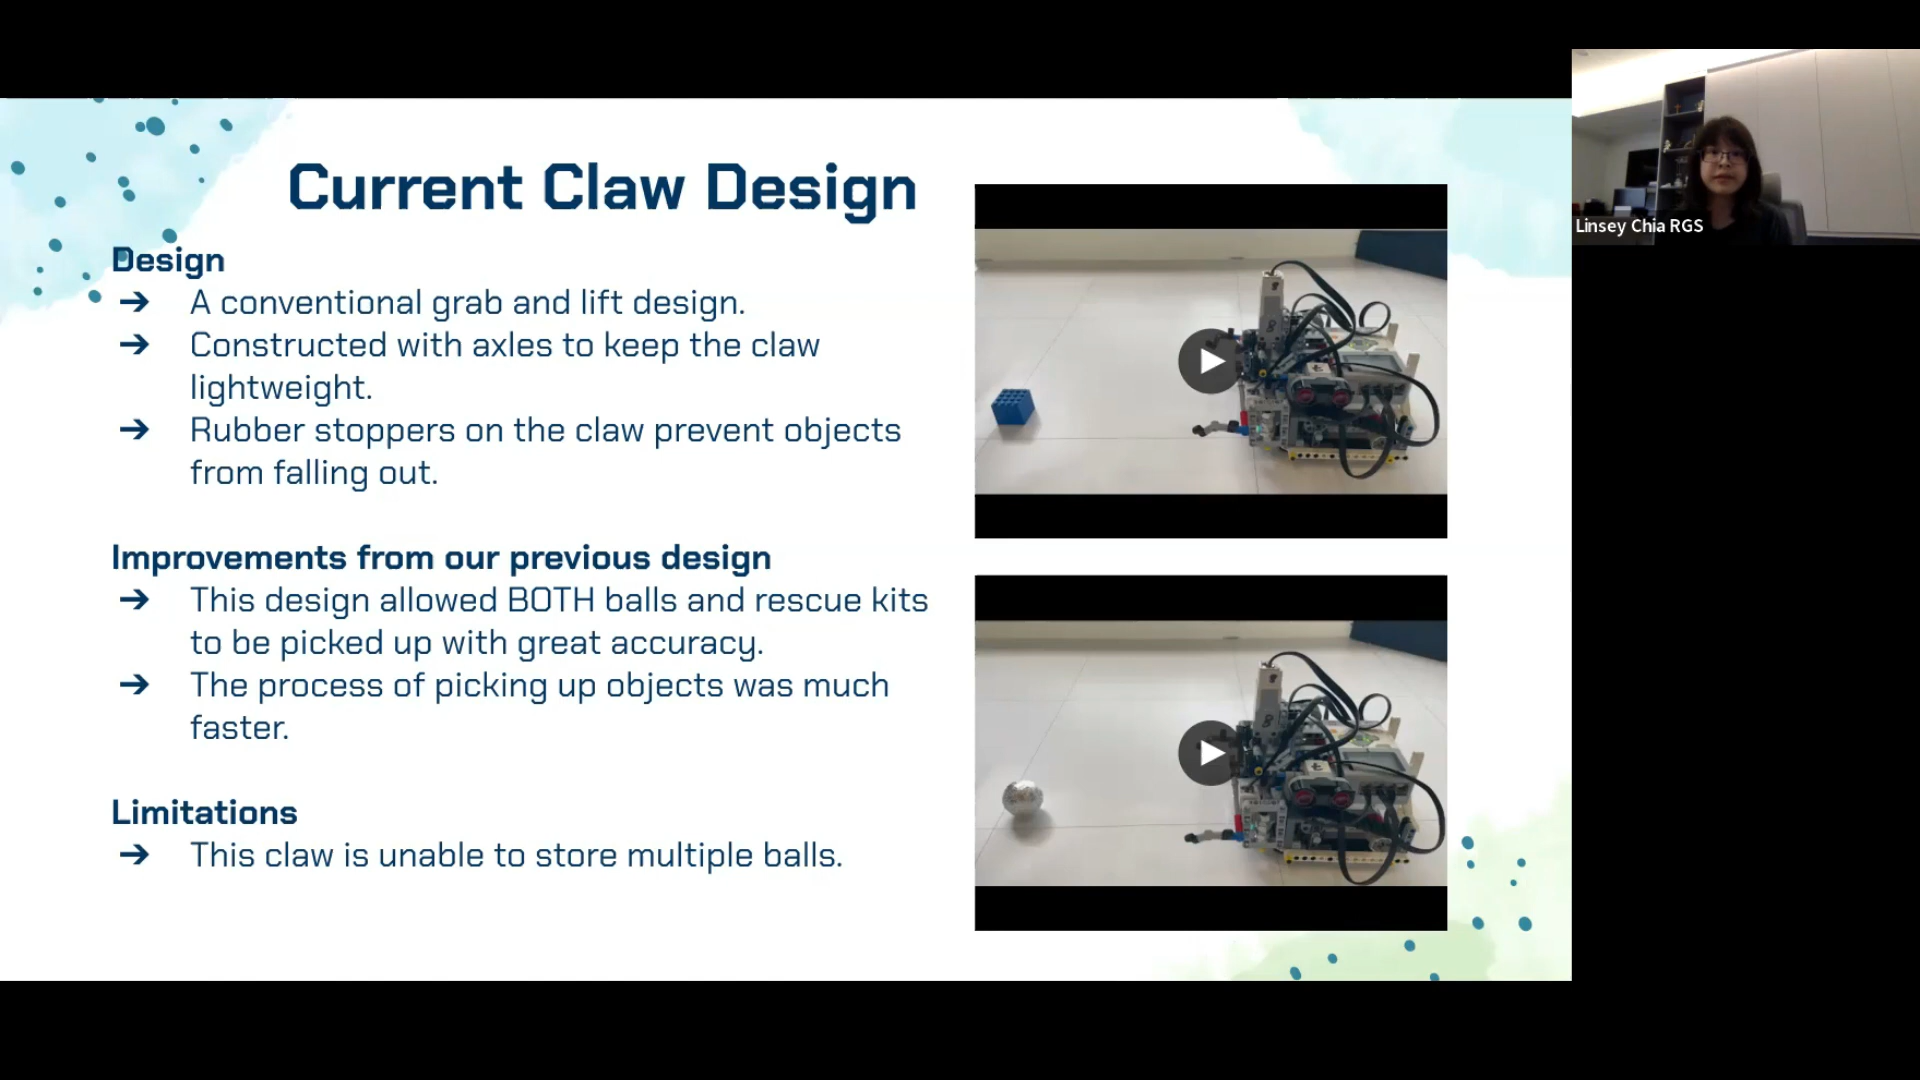 Current Claw Design
Design
➔ A conventional grab and lift design.
➔ Constructed with axles to keep the claw
lightweight.
➔ Rubber stoppers on the claw prevent objects
from falling out.
Improvements from our previous design
➔ This design allowed BOTH balls and rescue kits
to be picked up with great accuracy.
➔ The process of picking up objects was much
faster.
Limitations
➔ This claw is unable to store multiple balls.
Linsey Chia RGS